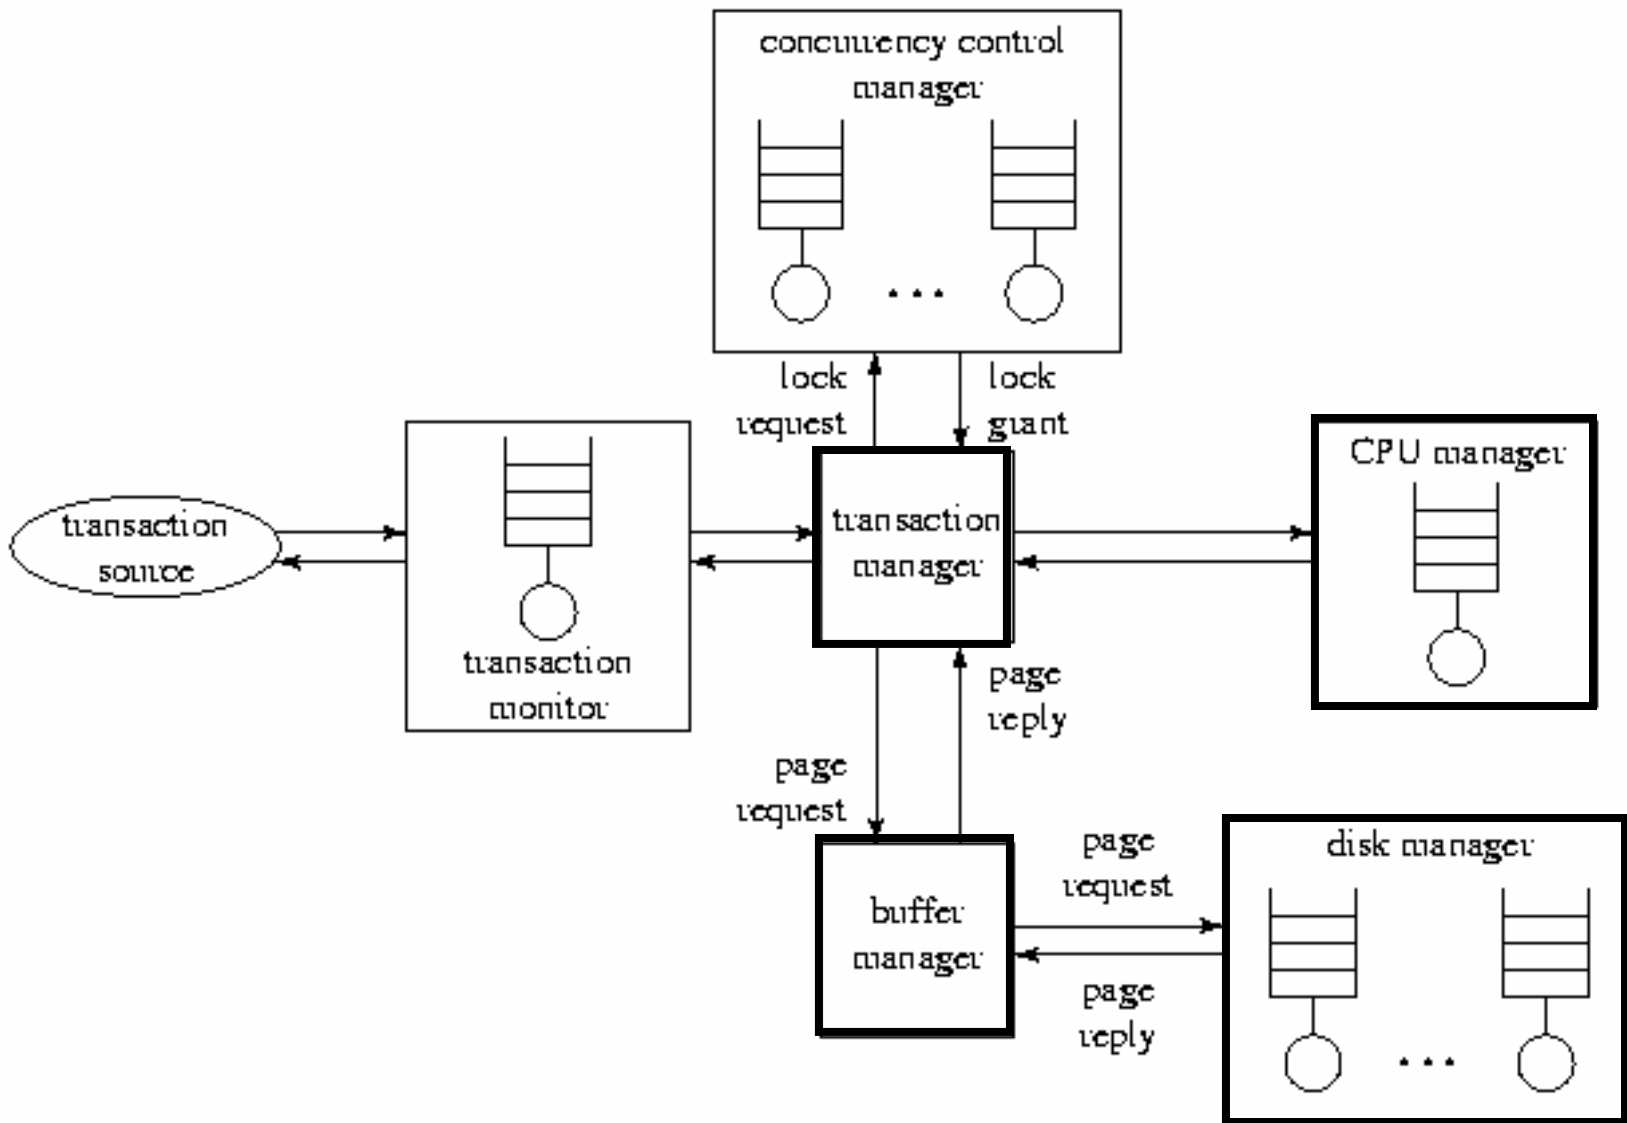 concurrency control
manager
lock
request
lock
grant
CPU manager
transaction
source
transaction
monitor
transaction
manager
page
reply
page
request
buffer
manager
page
request
page
reply
disk manager